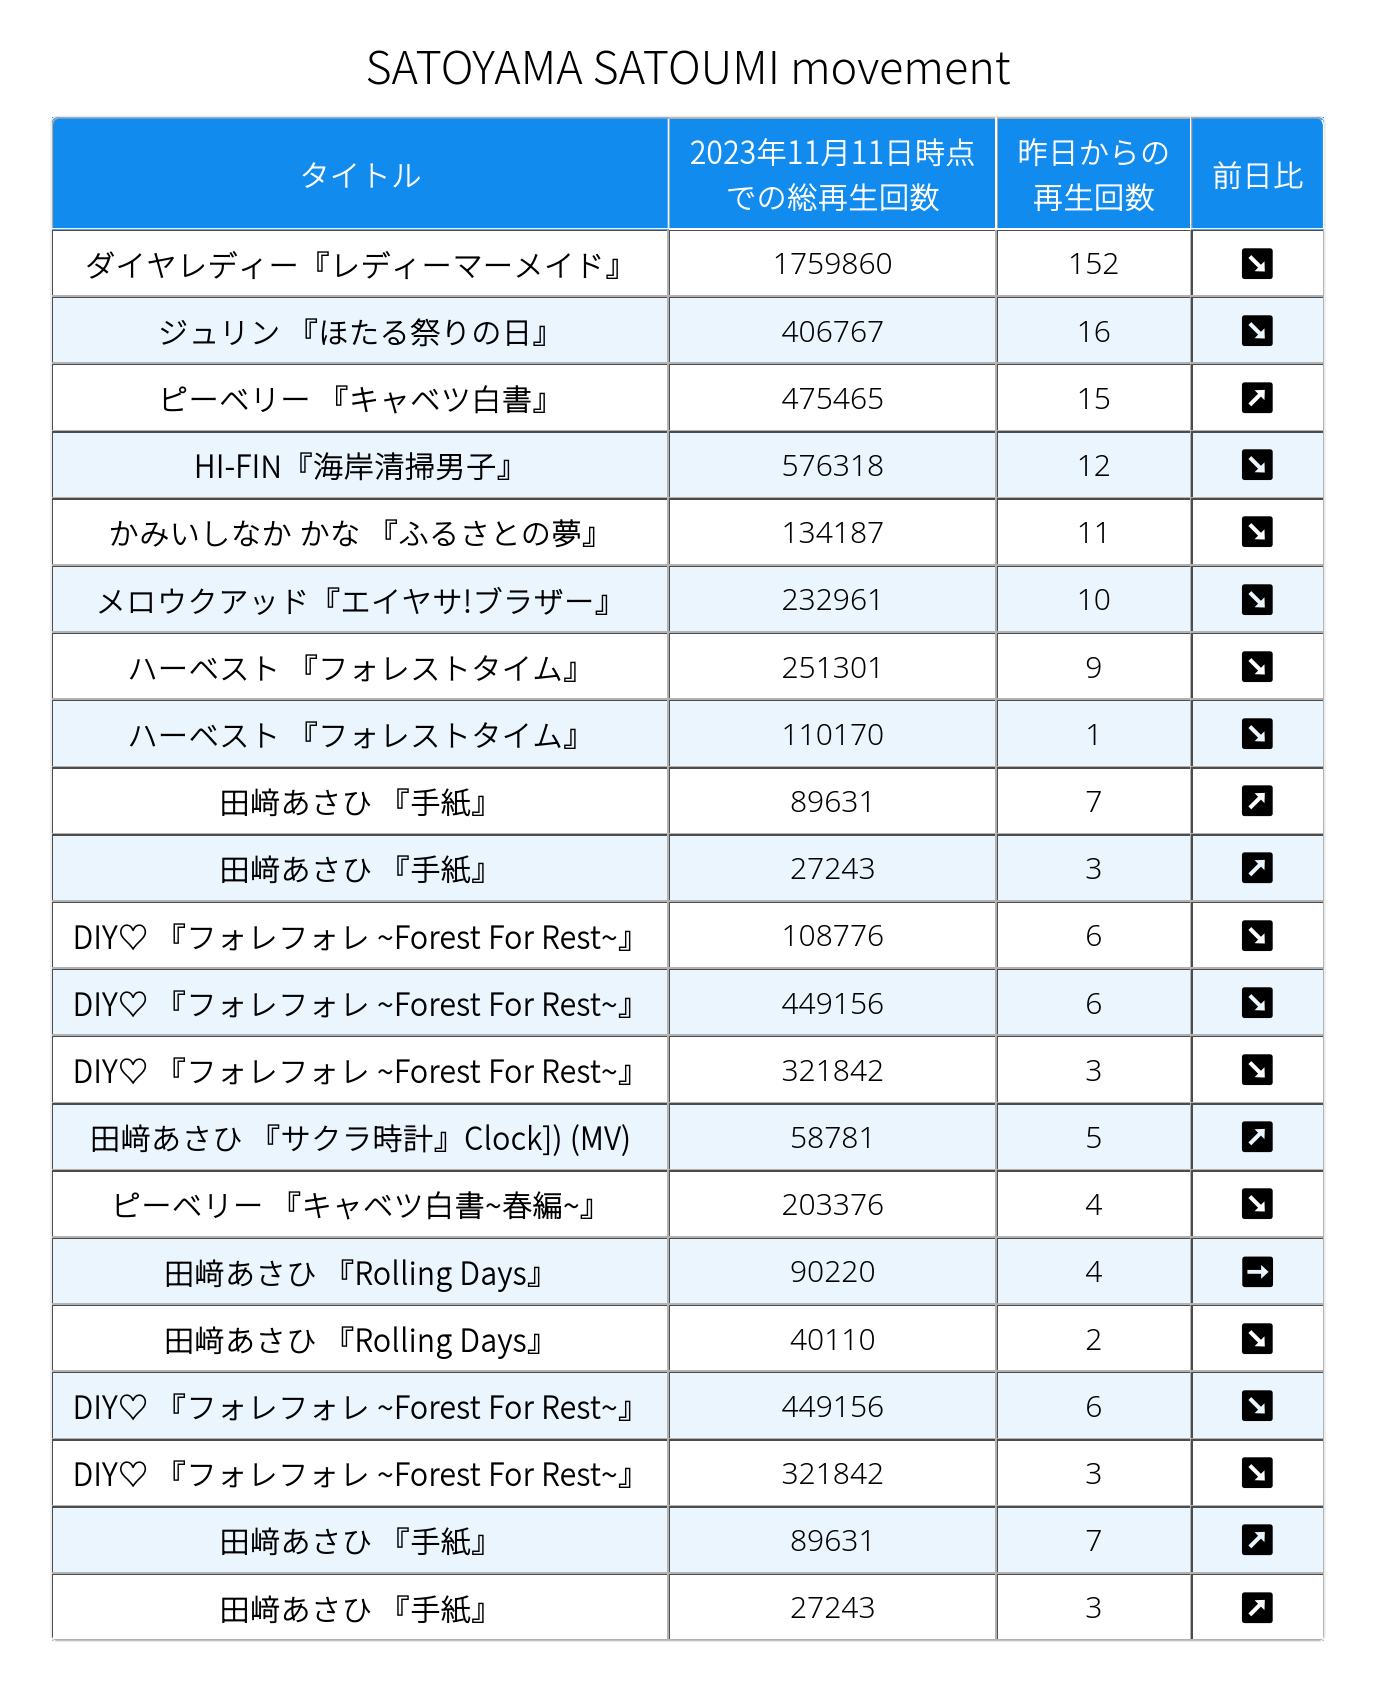 SATOYAMA SATOUMI movement
タイトル 2023年11月11日時点での総再生回数 昨日からの再生回数 前日比
ダイヤレディー『レディーマーメイド』 1759860 152 ↘
ジュリン 『ほたる祭りの日』 406767 16 ↘
ピーベリー 『キャベツ白書』 475465 15 ↗
HI-FIN『海岸清掃男子』 576318 12 ↘
かみいしなか かな 『ふるさとの夢』 134187 11 ↘
メロウクアッド『エイヤサ!ブラザー』 232961 10 ↘
ハーベスト 『フォレストタイム』 251301 9 ↘
ハーベスト 『フォレストタイム』 110170 1 ↘
田﨑あさひ 『手紙』 89631 7 ↗
田﨑あさひ 『手紙』 27243 3 ↗
DIY♡ 『フォレフォレ ~Forest For Rest~』 108776 6 ↘
DIY♡ 『フォレフォレ ~Forest For Rest~』 449156 6 ↘
DIY♡ 『フォレフォレ ~Forest For Rest~』 321842 3 ↘
田﨑あさひ 『サクラ時計』Clock]) (MV) 58781 5 ↗
ピーベリー 『キャベツ白書~春編~』 203376 4 ↘
田﨑あさひ 『Rolling Days』 90220 4 →
田﨑あさひ 『Rolling Days』 40110 2 ↘
DIY♡ 『フォレフォレ ~Forest For Rest~』 449156 6 ↘
DIY♡ 『フォレフォレ ~Forest For Rest~』 321842 3 ↘
田﨑あさひ 『手紙』 89631 7 ↗
田﨑あさひ 『手紙』 27243 3 ↗